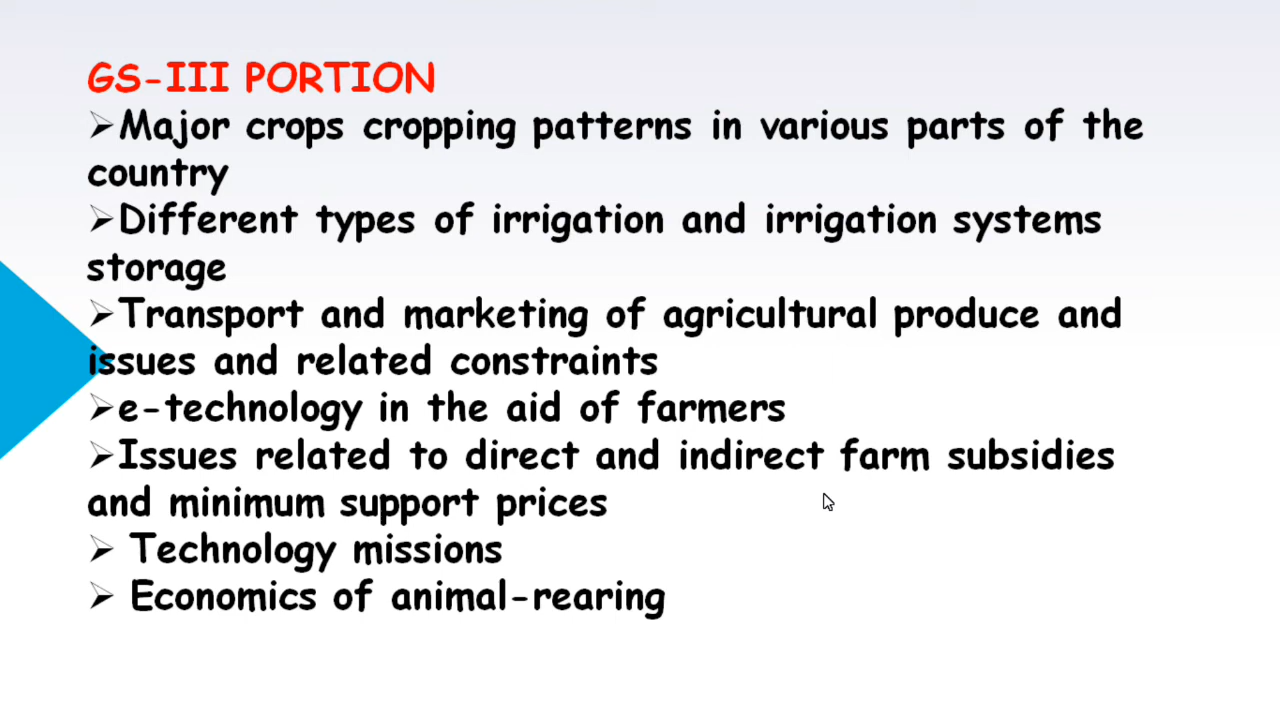 GS-III PORTION
➢Major crops cropping patterns in various parts of the
country
➢Different types of irrigation and irrigation systems
storage
➢Transport and marketing of agricultural produce and
issues and related constraints
➢e-technology in the aid of farmers
➢Issues related to direct and indirect farm subsidies
and minimum support prices
➢ Technology missions
➢ Economics of animal-rearing